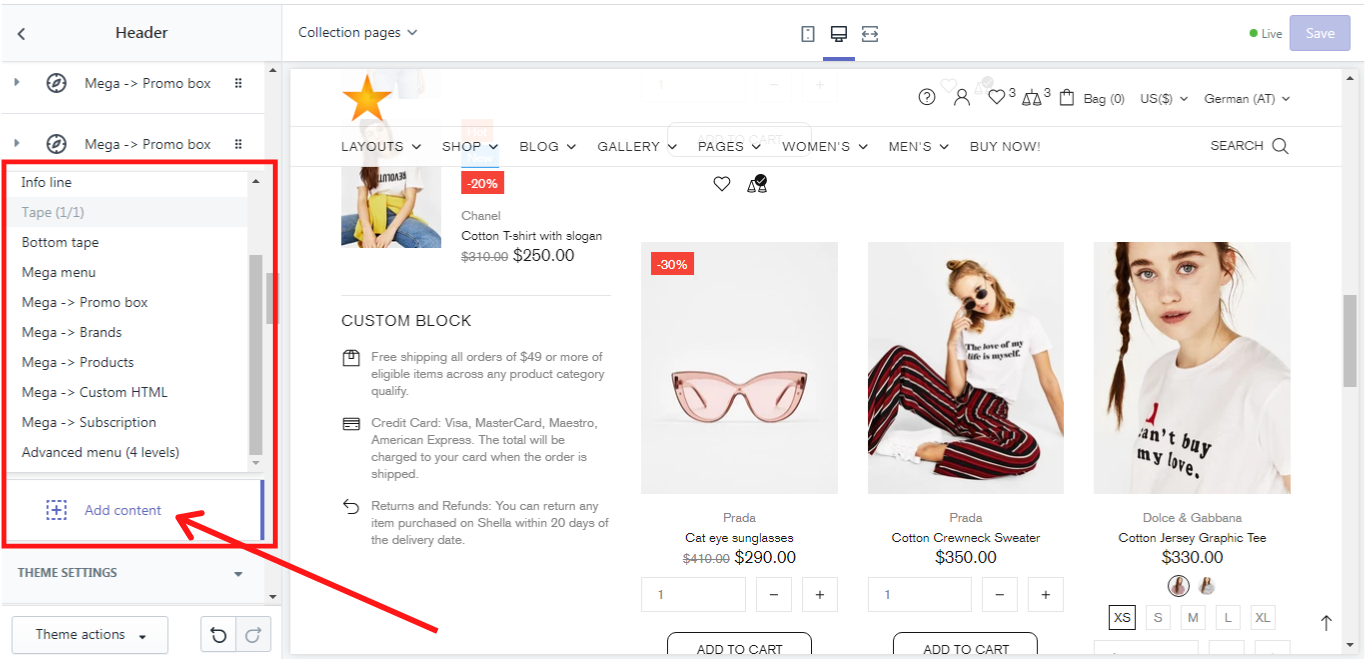 Header
Collection pages
Live
Save
Mega -> Promo box
Mega -> Promo box
Info line
Tape (1/1)
Bottom tape
Mega menu
Mega -> Promo box
Mega -> Brands
Mega -> Products
Mega -> Custom HTML
Mega -> Subscription
Advanced menu (4 levels)
Add content
THEME SETTINGS
Theme actions
1
3
3
Bag (0)
US($)
German (AT)
ADD TO CART
Hot
New
LAYOUTS
SHOP
BLOG
GALLERY
PAGES
WOMEN'S
MEN'S
BUY NOW!
SEARCH
REVOLUTION
-20%
Chanel
Cotton T-shirt with slogan
$310.00 $250.00
CUSTOM BLOCK
Free shipping all orders of $49 or more of
eligible items across any product category
qualify.
Credit Card: Visa, MasterCard, Maestro,
American Express. The total will be
charged to your card when the order is
shipped.
Returns and Refunds: You can return any
item purchased on Shella within 20 days of
the delivery date.
-30%
Prada
Cat eye sunglasses
$410.00 $290.00
1
−
+
ADD TO CART
The love of my
life is myself.
Prada
Cotton Crewneck Sweater
$350.00
1
−
+
ADD TO CART
I
can't buy
my love.
Dolce & Gabbana
Cotton Jersey Graphic Tee
$330.00
XS
S
M
L
XL